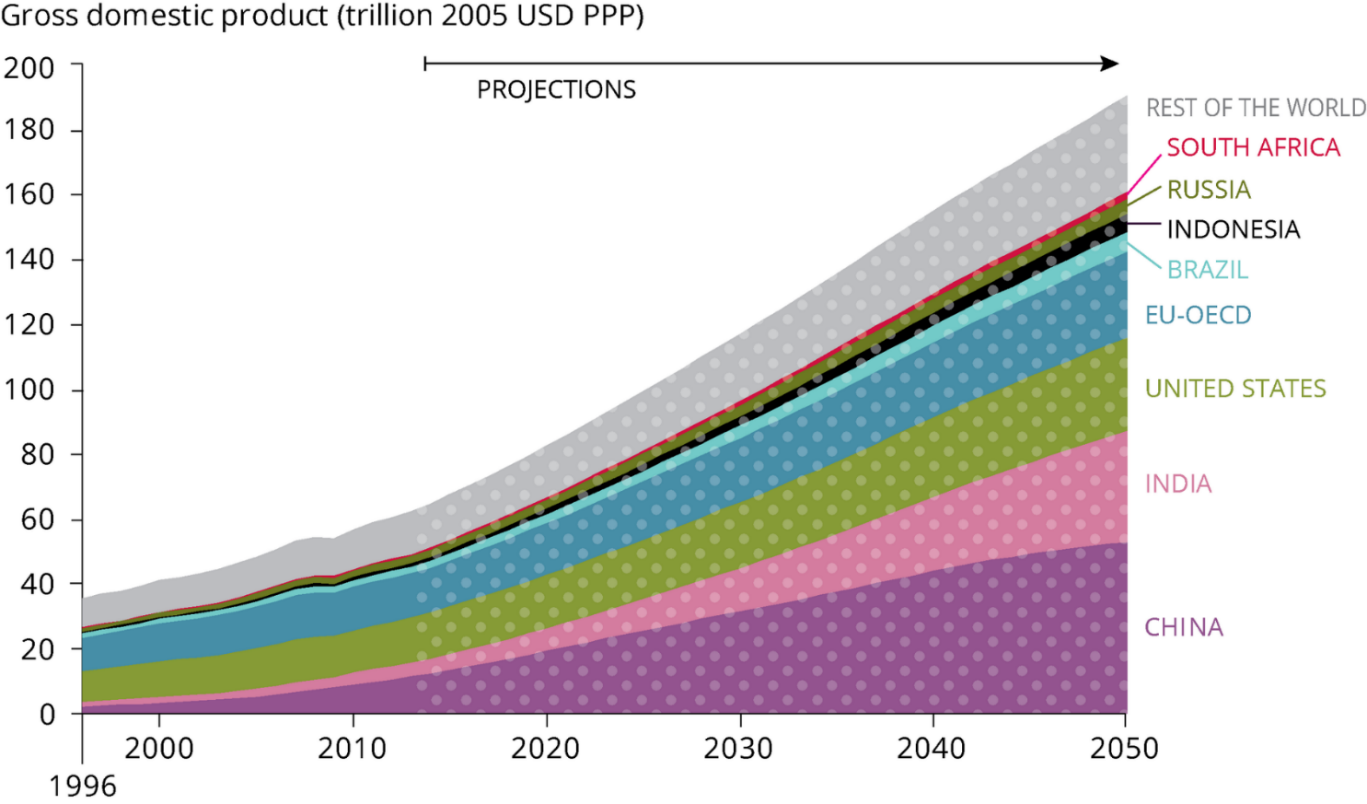 Gross domestic product (trillion 2005 USD PPP)
200
180
160
140
120
100
80
60
40
20
0
PROJECTIONS
REST OF THE WORLD
SOUTH AFRICA
RUSSIA
INDONESIA
BRAZIL
EU-OECD
UNITED STATES
INDIA
CHINA
2000 2010 2020 2030 2040 2050
1996